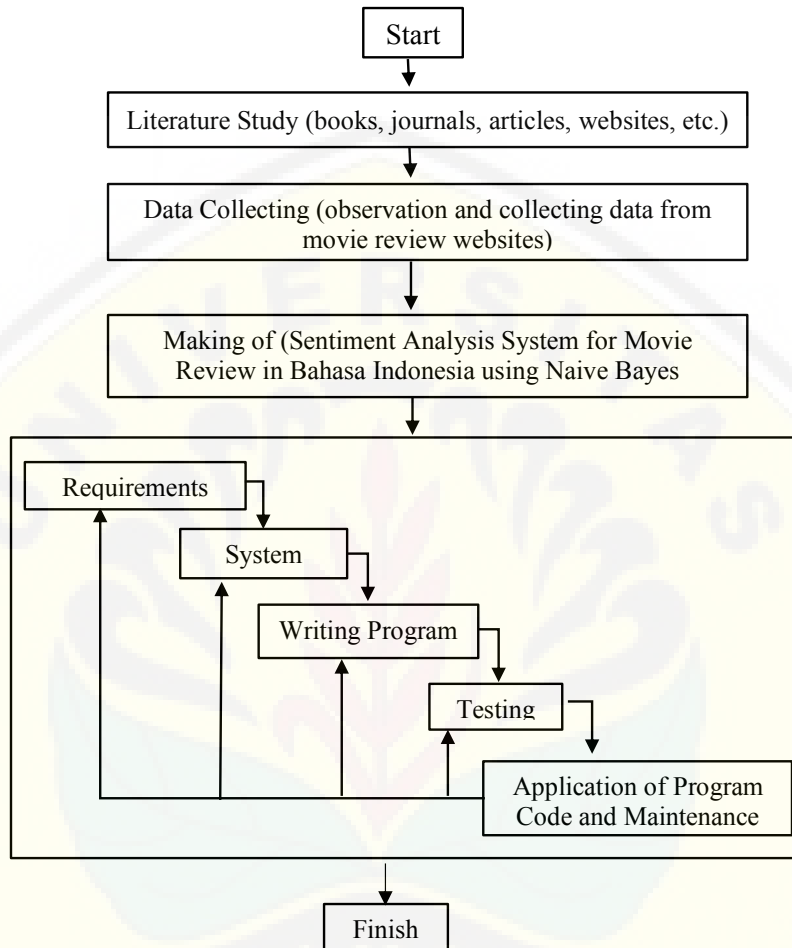 Start
Literature Study (books, journals, articles, websites, etc.)
Data Collecting (observation and collecting data from
movie review websites)
Making of (Sentiment Analysis System for Movie
Review in Bahasa Indonesia using Naive Bayes
Requirements
System
Writing Program
Testing
Application of Program
Code and Maintenance
Finish
UNIVERSITAS